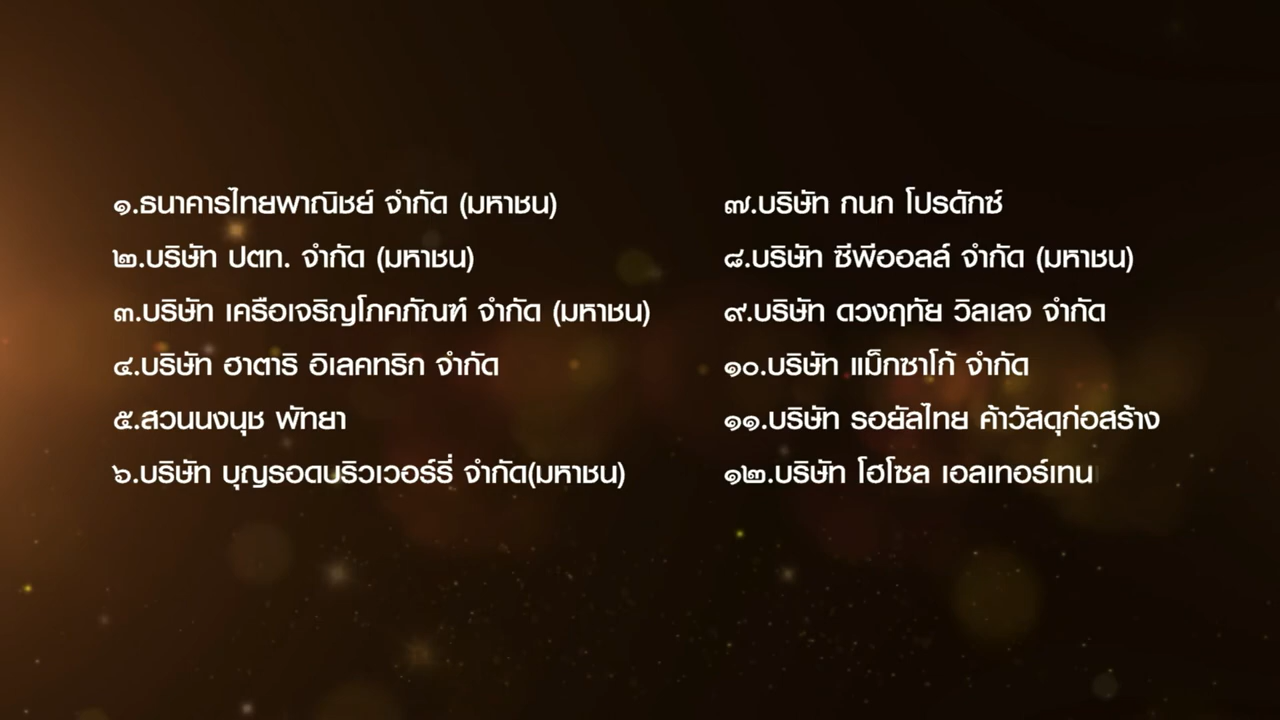 ๑.ธนาคารไทยพาณิชย์ จำกัด (มหาชน)
๒.บริษัท ปตท. จำกัด (มหาชน)
๓.บริษัท เครือเจริญโภคภัณฑ์ จำกัด (มหาชน)
๔.บริษัท ฮาตาริ อิเลคทริก จำกัด
๕.สวนนงนุช พัทยา
๖.บริษัท บุญรอดบริวเวอร์รี่ จำกัด(มหาชน)
๗.บริษัท กนก โปรดักซ์
๘.บริษัท ซีพีออลล์ จำกัด (มหาชน)
๙.บริษัท ดวงฤทัย วิลเลจ จำกัด
๑๐.บริษัท แม็กซาโก้ จำกัด
๑๑.บริษัท รอยัลไทย ค้าวัสดุก่อสร้าง
๑๒.บริษัท โฮโซล เอลเทอร์เทน